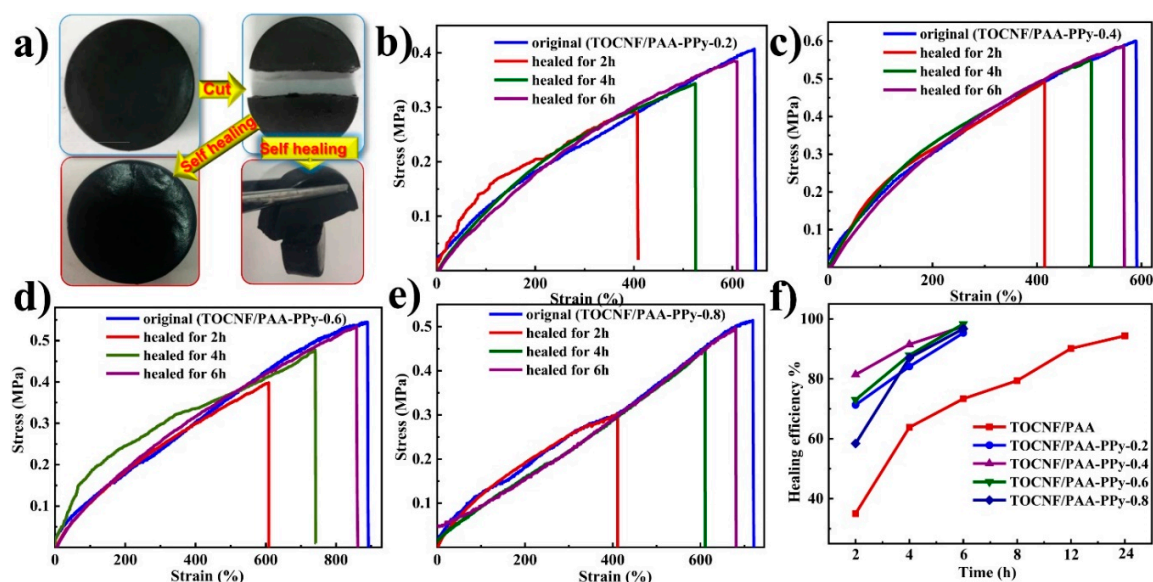 a)
Cut
Self healing
Self healing
b)
original (TOCNF/PAA-PPy-0.2)
healed for 2h
healed for 4h
healed for 6h
Stress (MPa)
0.4
0.3
0.2
0.1
0 200 400 600
Strain (%)
c)
original (TOCNF/PAA-PPy-0.4)
healed for 2h
healed for 4h
healed for 6h
Stress (MPa)
0.6
0.5
0.4
0.3
0.2
0.1
0 200 400 600
Strain (%)
d)
original (TOCNF/PAA-PPy-0.6)
healed for 2h
healed for 4h
healed for 6h
Stress (MPa)
0.5
0.4
0.3
0.2
0.1
0 200 400 600 800
Strain (%)
e)
original (TOCNF/PAA-PPy-0.8)
healed for 2h
healed for 4h
healed for 6h
Stress (MPa)
0.5
0.4
0.3
0.2
0.1
0 200 400 600
Strain (%)
f)
Healing efficiency %
100
80
60
40
TOCNF/PAA
TOCNF/PAA-PPy-0.2
TOCNF/PAA-PPy-0.4
TOCNF/PAA-PPy-0.6
TOCNF/PAA-PPy-0.8
2 4 6 8 12 24
Time (h)